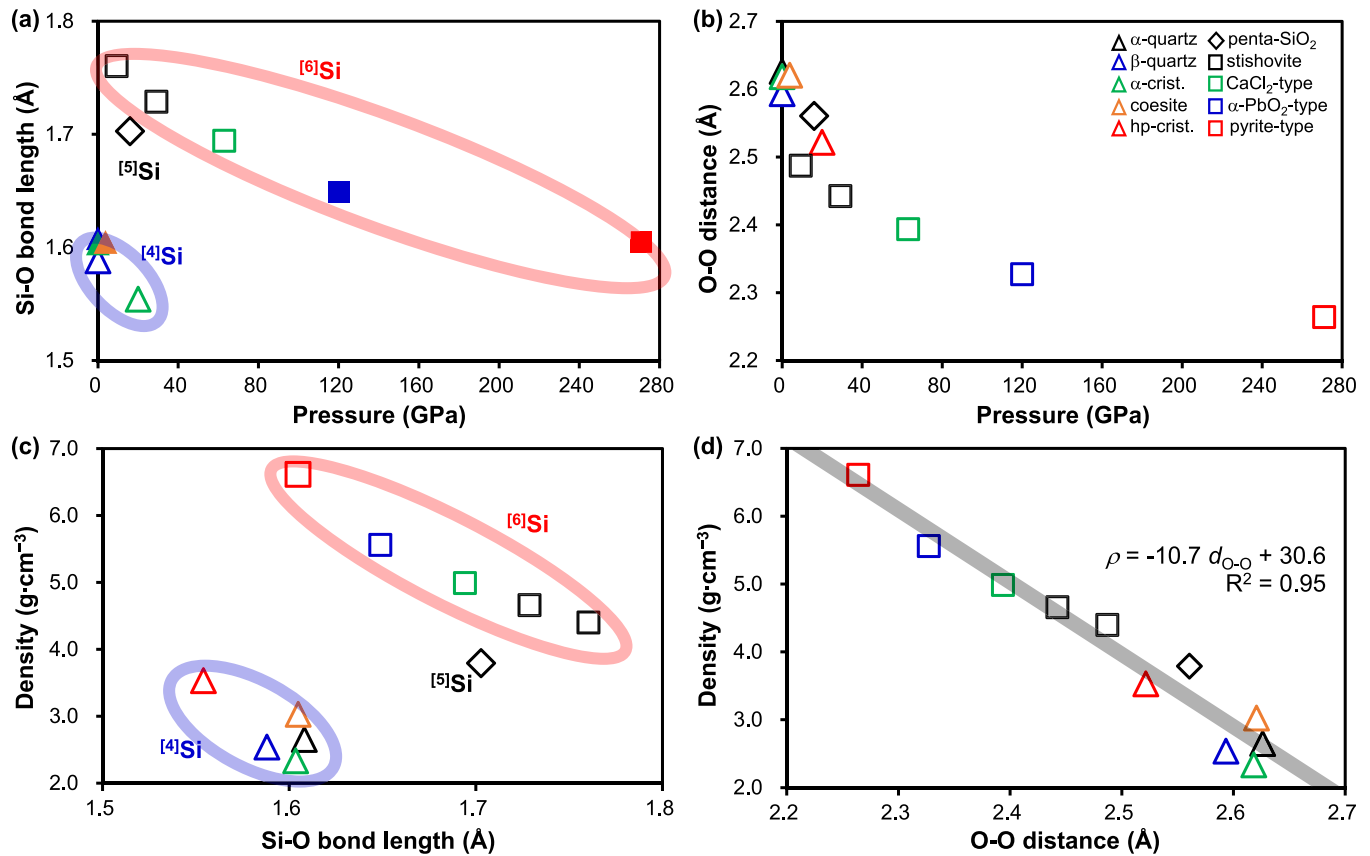 (a)
1.8
1.7
1.6
1.5
Si-O bond length (Å)
[6]Si
[5]Si
[4]Si
0 40 80 120 160 200 240 280
Pressure (GPa)
(b)
2.7
2.6
2.5
2.4
2.3
2.2
O-O distance (Å)
α-quartz penta-SiO2
β-quartz stishovite
α-crist. CaCl2-type
coesite α-PbO2-type
hp-crist. pyrite-type
0 40 80 120 160 200 240 280
Pressure (GPa)
(c)
7.0
6.0
5.0
4.0
3.0
2.0
Density (g·cm⁻³)
[6]Si
[5]Si
[4]Si
1.5 1.6 1.7 1.8
Si-O bond length (Å)
(d)
7.0
6.0
5.0
4.0
3.0
2.0
Density (g·cm⁻³)
ρ = -10.7 dO-O + 30.6
R² = 0.95
2.2 2.3 2.4 2.5 2.6 2.7
O-O distance (Å)